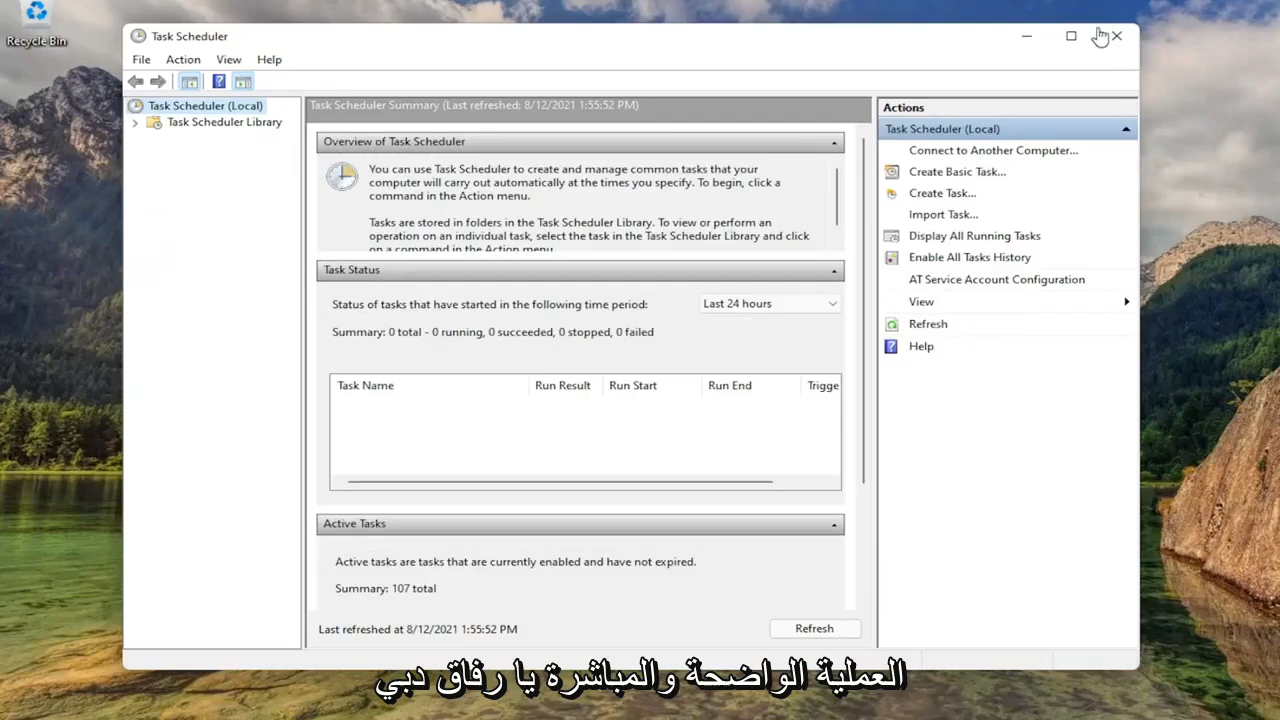 Recycle Bin
Task Scheduler
File Action View Help
Task Scheduler (Local)
Task Scheduler Library
Task Scheduler Summary (Last refreshed: 8/12/2021 1:55:52 PM)
Overview of Task Scheduler
You can use Task Scheduler to create and manage common tasks that your
computer will carry out automatically at the times you specify. To begin, click a
command in the Action menu.
Tasks are stored in folders in the Task Scheduler Library. To view or perform an
operation on an individual task, select the task in the Task Scheduler Library and click
on a command in the Action menu
Task Status
Status of tasks that have started in the following time period:
Last 24 hours
Summary: 0 total - 0 running, 0 succeeded, 0 stopped, 0 failed
Task Name Run Result Run Start Run End Trigge
Active Tasks
Active tasks are tasks that are currently enabled and have not expired.
Summary: 107 total
Last refreshed at 8/12/2021 1:55:52 PM
Refresh
Actions
Task Scheduler (Local)
Connect to Another Computer...
Create Basic Task...
Create Task...
Import Task...
Display All Running Tasks
Enable All Tasks History
AT Service Account Configuration
View
Refresh
Help
العملية الواضحة والمباشرة يا رفاق دبي